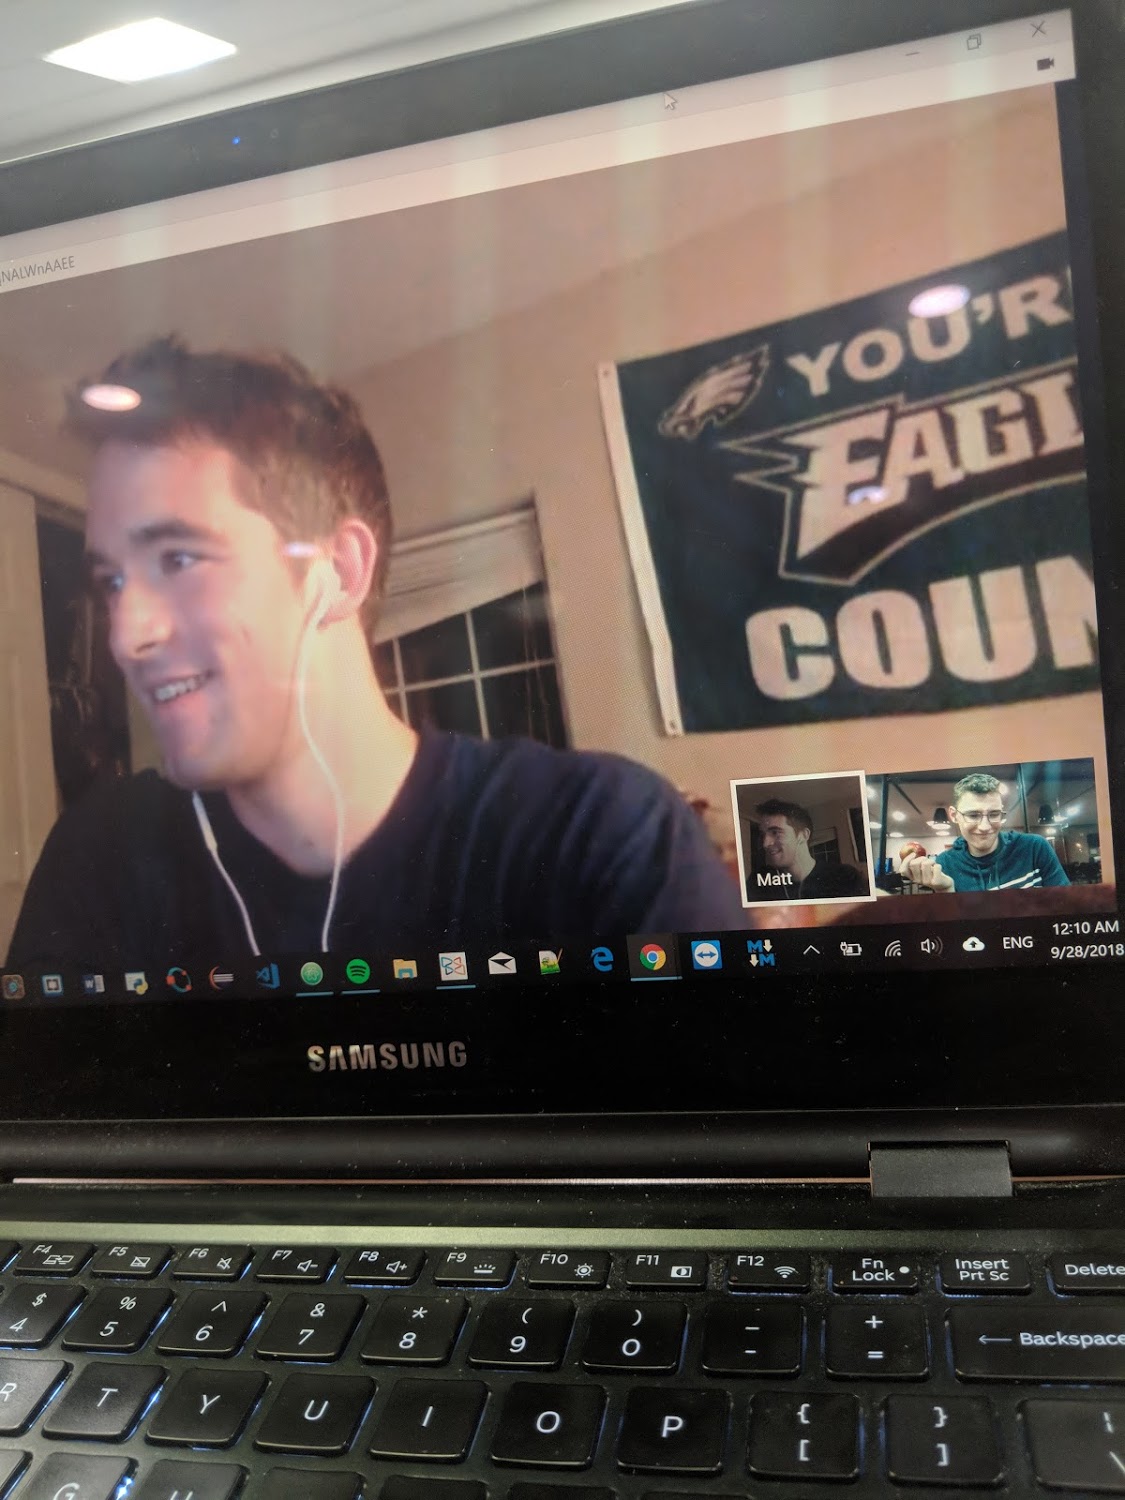 NALWnAAEE
YOU'R
EAGL
COUN
Matt
ENG
12:10 AM
9/28/2018
SAMSUNG
F4 F5 F6 F7 F8 F9 F10 F11 F12 Fn Lock Insert Prt Sc Delete
$ % ^ & * ( ) _ +
4 5 6 7 8 9 0 - = Backspace
R T Y U I O P { [ } ] | \
G